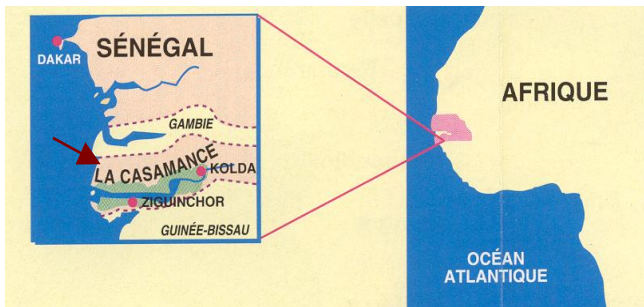 SÉNÉGAL
DAKAR
GAMBIE
LA CASAMANCE
KOLDA
ZIGUINCHOR
GUINÉE-BISSAU
AFRIQUE
OCÉAN
ATLANTIQUE